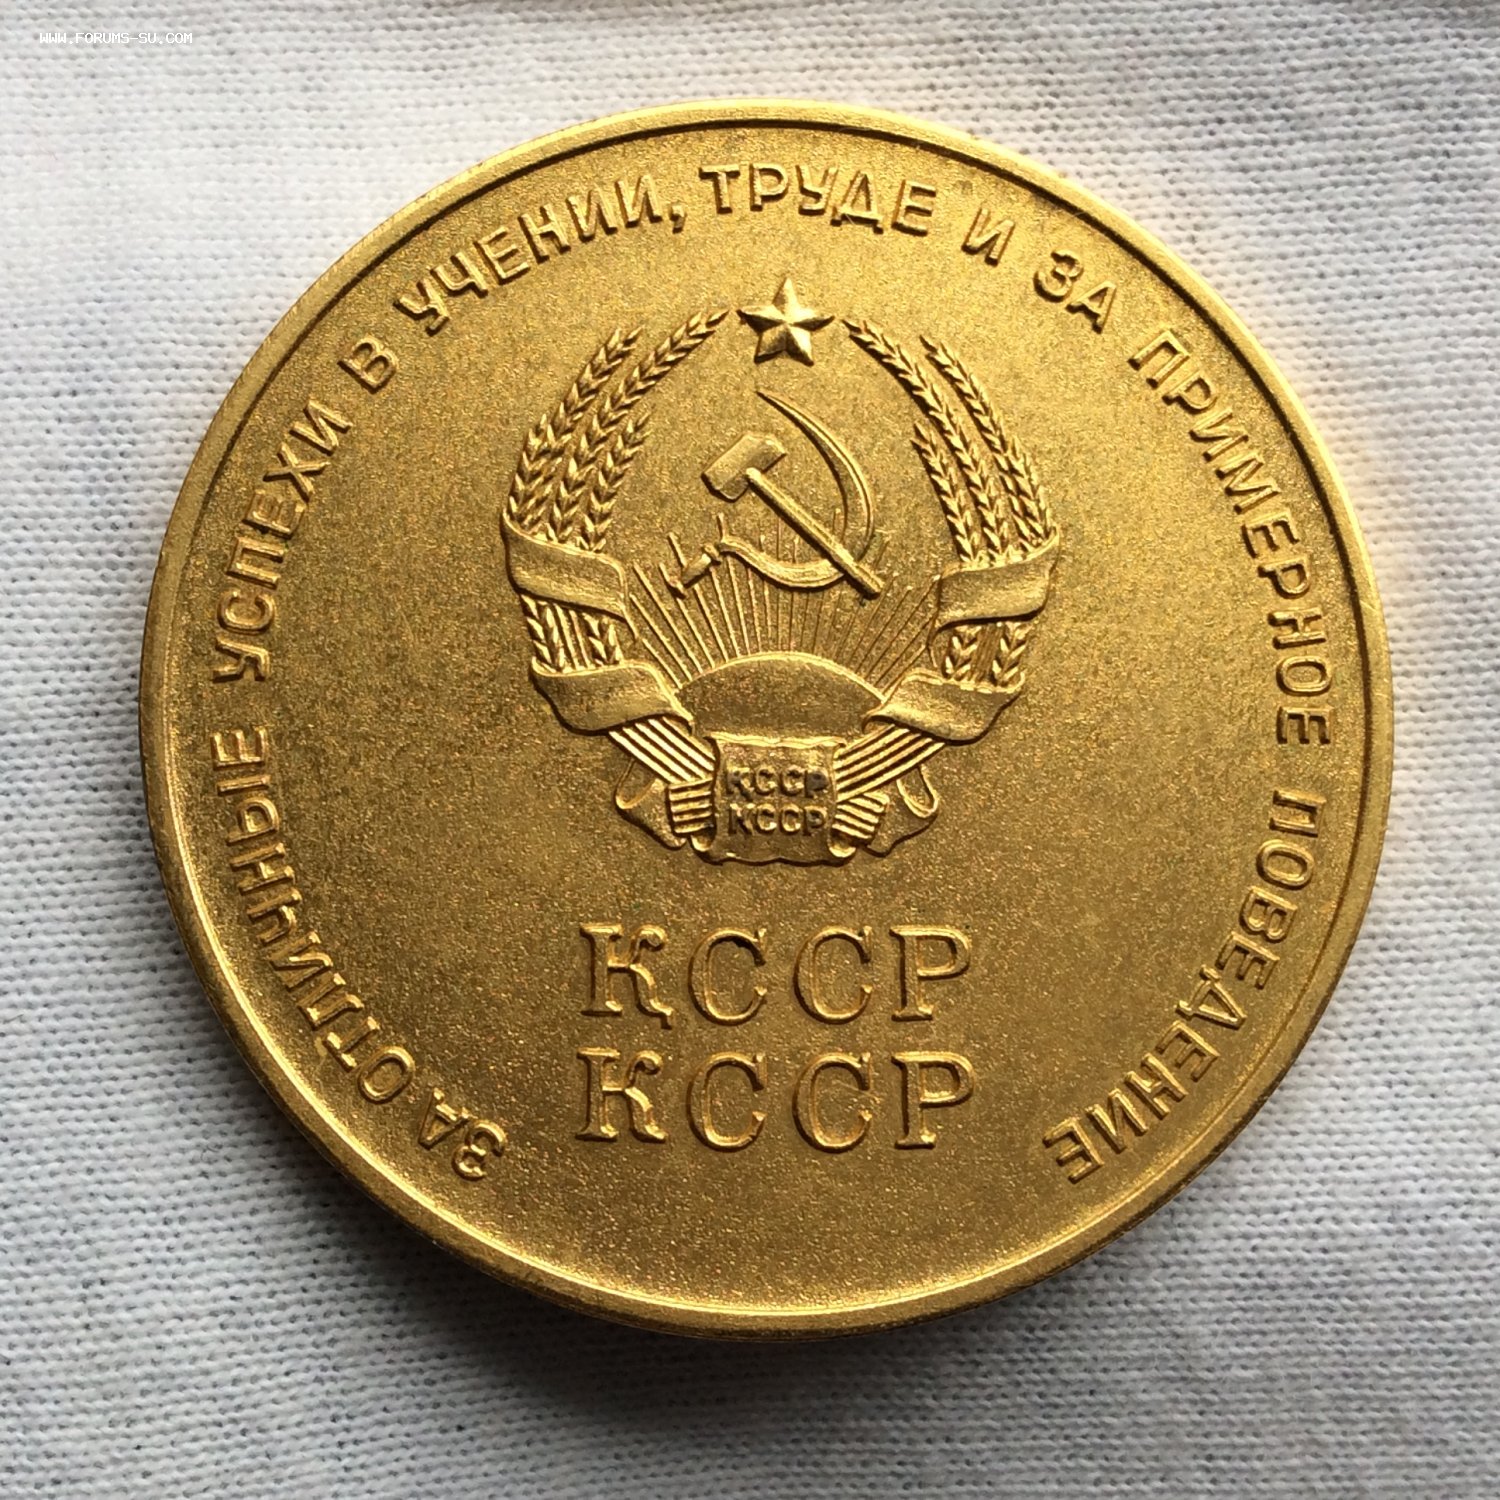 WWW.FORUMS-SU.COM
ЗА ОТЛИЧНЫЕ УСПЕХИ В УЧЕНИИ, ТРУДЕ И ЗА ПРИМЕРНОЕ ПОВЕДЕНИЕ
ҚССР
КССР
ҚССР
КССР